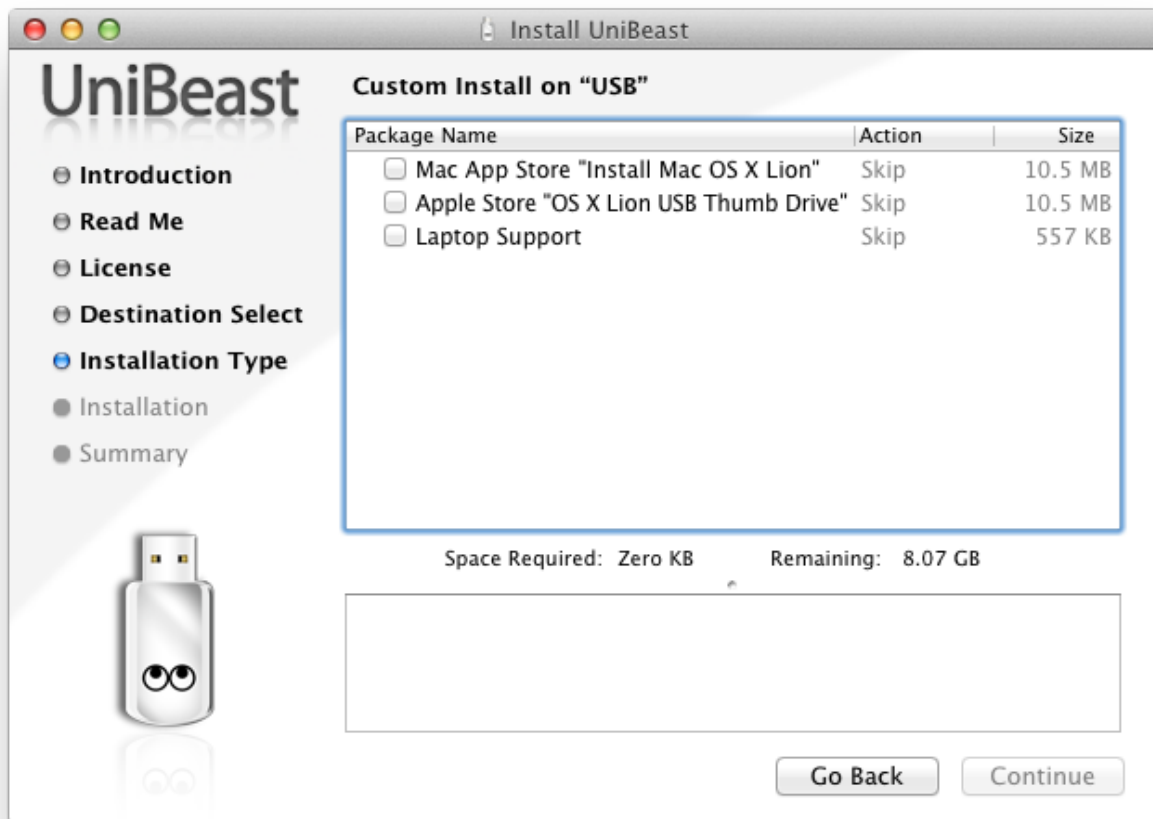 Install UniBeast
UniBeast
Introduction
Read Me
License
Destination Select
Installation Type
Installation
Summary
Custom Install on “USB”
Package Name Action Size
Mac App Store "Install Mac OS X Lion" Skip 10.5 MB
Apple Store "OS X Lion USB Thumb Drive" Skip 10.5 MB
Laptop Support Skip 557 KB
Space Required: Zero KB Remaining: 8.07 GB
Go Back Continue